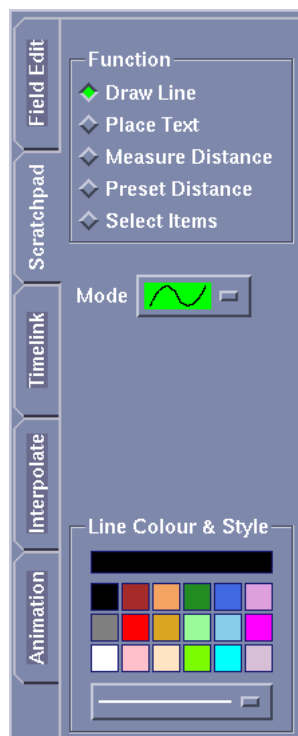 Field Edit
Scratchpad
Timelink
Interpolate
Animation
Function
Draw Line
Place Text
Measure Distance
Preset Distance
Select Items
Mode
Line Colour & Style